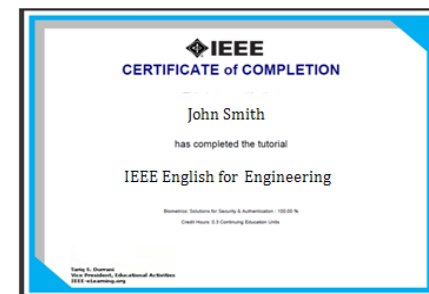 IEEE
CERTIFICATE of COMPLETION
John Smith
has completed the tutorial
IEEE English for Engineering
Biometrics: Solutions for Security & Authentication : 100.00 %
Credit Hours: 0.5 Continuing Education Units
Tariq S. Durrani
Vice President, Educational Activities
IEEE-elearning.org